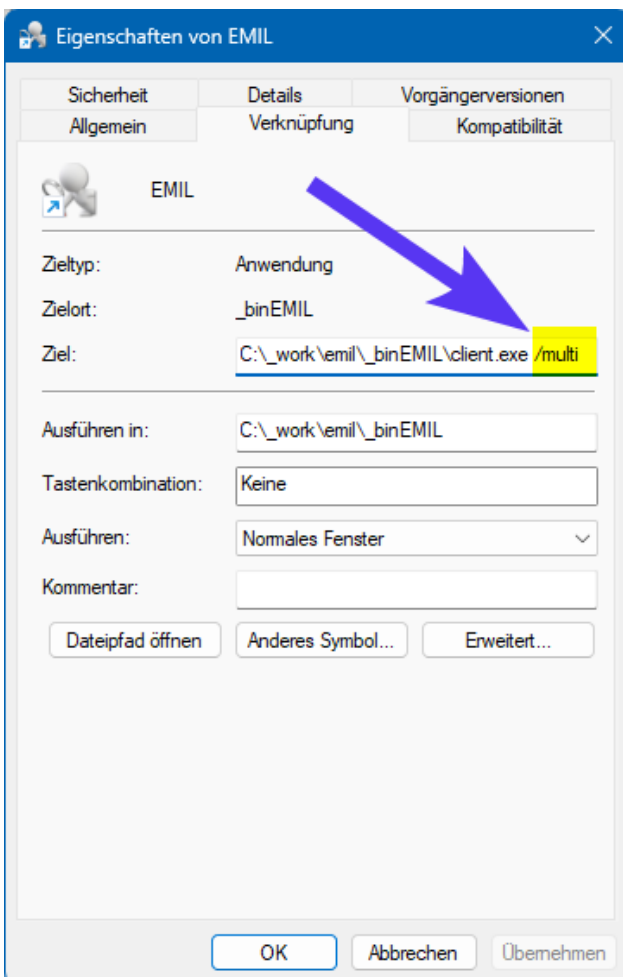 Eigenschaften von EMIL
Sicherheit Details Vorgängerversionen
Allgemein Verknüpfung Kompatibilität
EMIL
Zieltyp: Anwendung
Zielort: _binEMIL
Ziel: C:\_work\emil\_binEMIL\client.exe /multi
Ausführen in: C:\_work\emil\_binEMIL
Tastenkombination: Keine
Ausführen: Normales Fenster
Kommentar:
Dateipfad öffnen Anderes Symbol... Erweitert...
OK Abbrechen Übernehmen